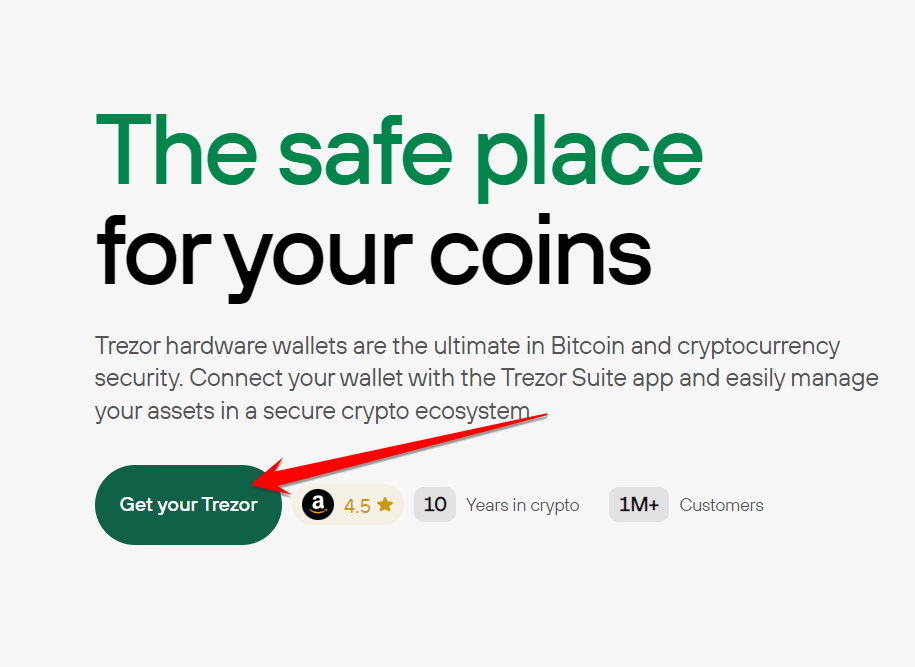 The safe place
for your coins
Trezor hardware wallets are the ultimate in Bitcoin and cryptocurrency
security. Connect your wallet with the Trezor Suite app and easily manage
your assets in a secure crypto ecosystem.
Get your Trezor a 4.5 10 Years in crypto 1M+ Customers